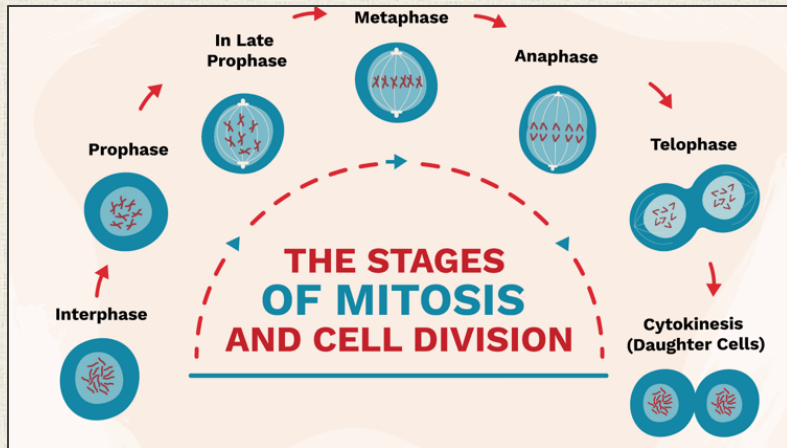 Interphase
Prophase
In Late
Prophase
Metaphase
Anaphase
Telophase
Cytokinesis
(Daughter Cells)
THE STAGES
OF MITOSIS
AND CELL DIVISION